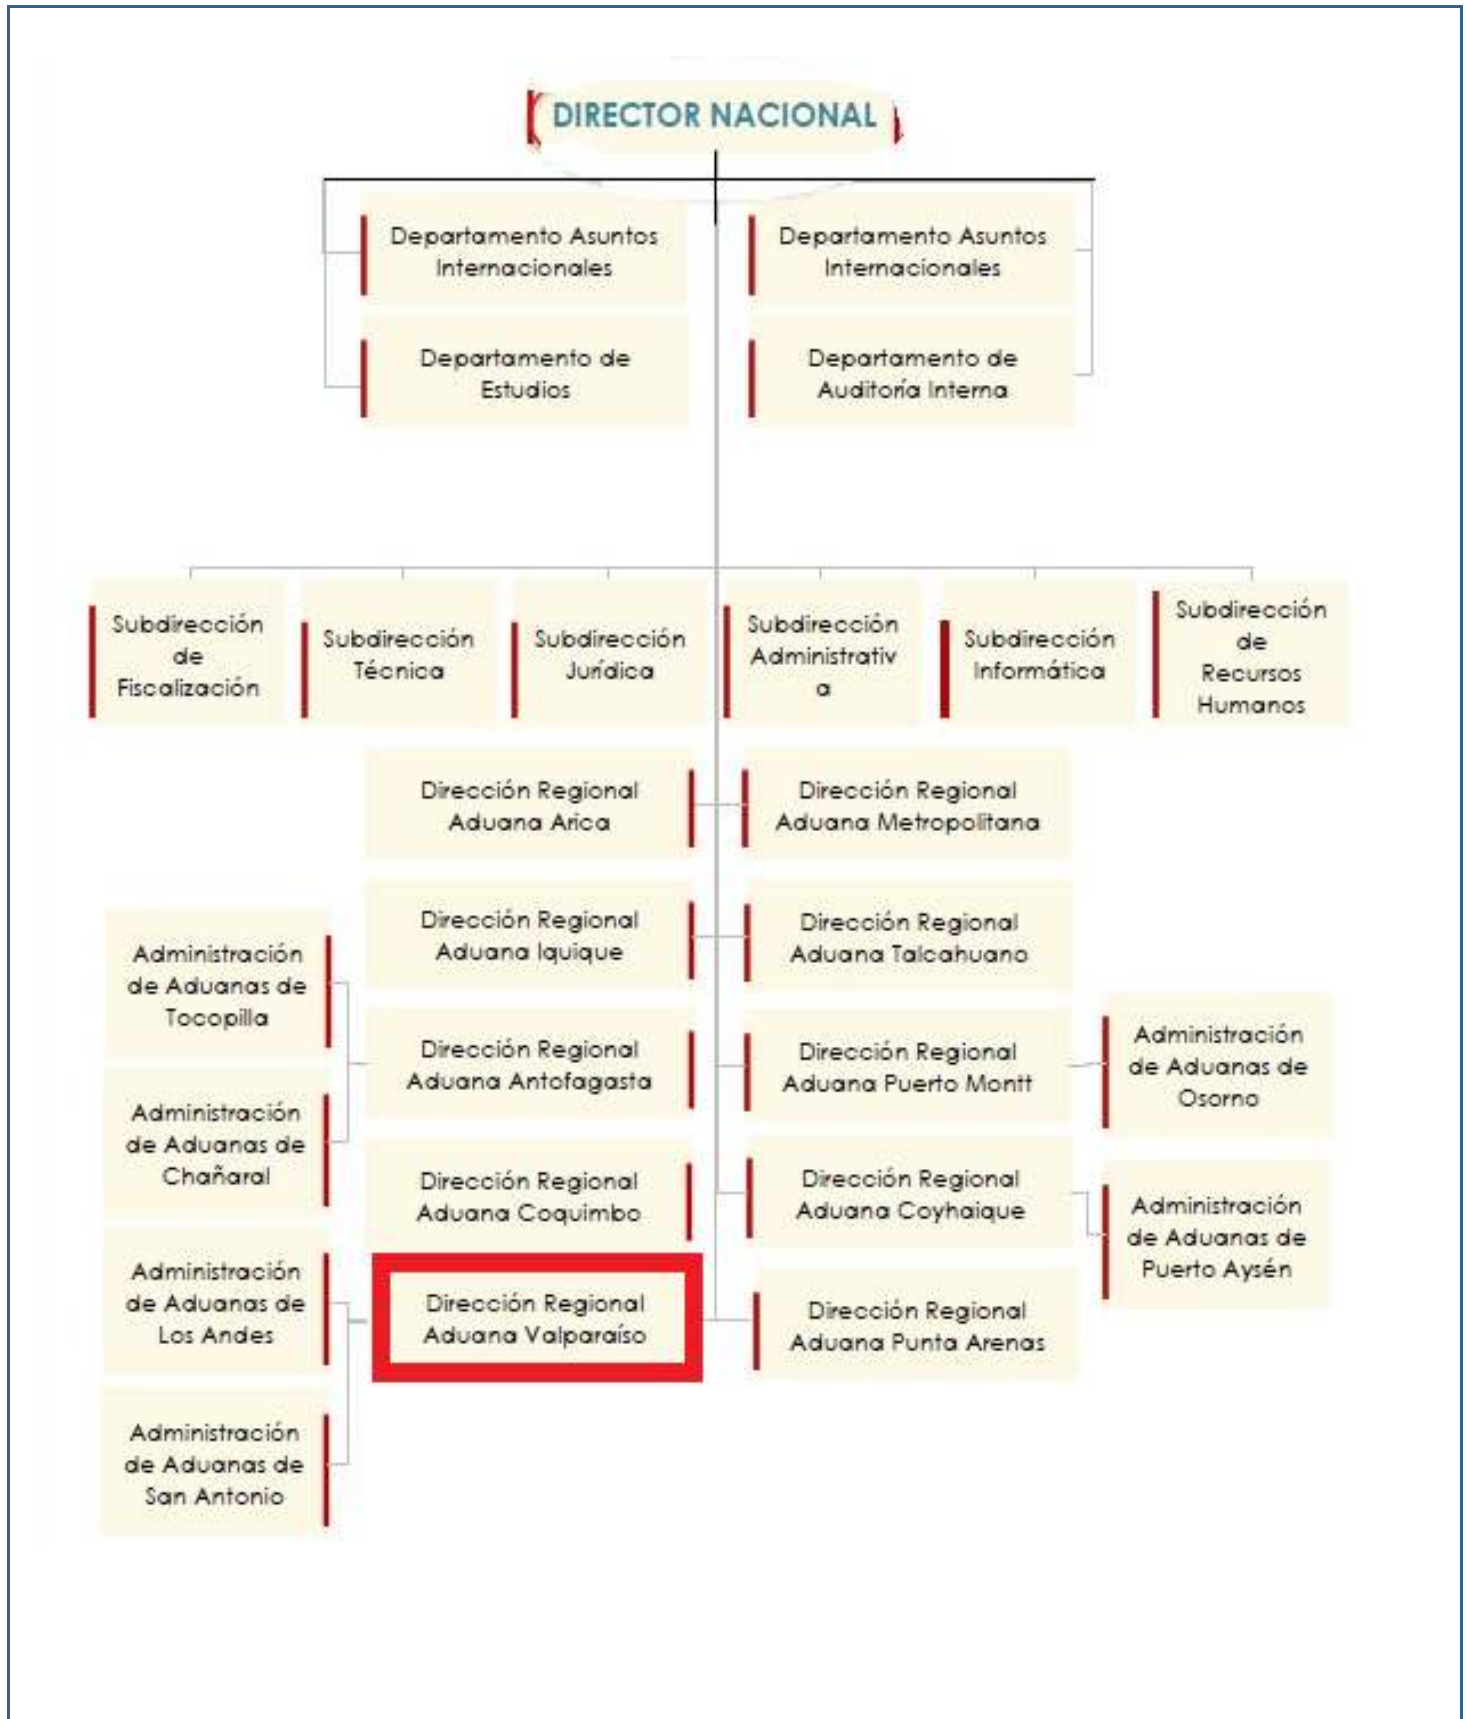 DIRECTOR NACIONAL
Departamento Asuntos
Internacionales
Departamento Asuntos
Internacionales
Departamento de
Estudios
Departamento de
Auditoría Interna
Subdirección
de
Fiscalización
Subdirección
Técnica
Subdirección
Jurídica
Subdirección
Administrativ
a
Subdirección
Informática
Subdirección
de
Recursos
Humanos
Dirección Regional
Aduana Arica
Dirección Regional
Aduana Metropolitana
Dirección Regional
Aduana Iquique
Dirección Regional
Aduana Talcahuano
Administración
de Aduanas de
Tocopilla
Dirección Regional
Aduana Antofagasta
Dirección Regional
Aduana Puerto Montt
Administración
de Aduanas de
Osorno
Administración
de Aduanas de
Chañaral
Dirección Regional
Aduana Coquimbo
Dirección Regional
Aduana Coyhaique
Administración
de Aduanas de
Puerto Aysén
Administración
de Aduanas de
Los Andes
Dirección Regional
Aduana Valparaíso
Dirección Regional
Aduana Punta Arenas
Administración
de Aduanas de
San Antonio